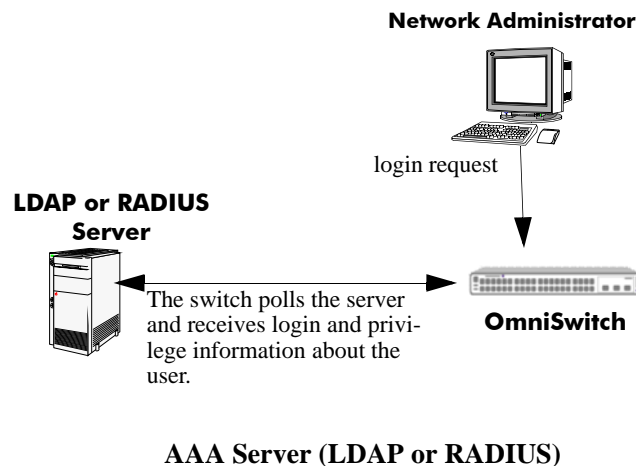 Network Administrator
login request
LDAP or RADIUS
Server
The switch polls the server
and receives login and privi-
lege information about the
user.
OmniSwitch
AAA Server (LDAP or RADIUS)